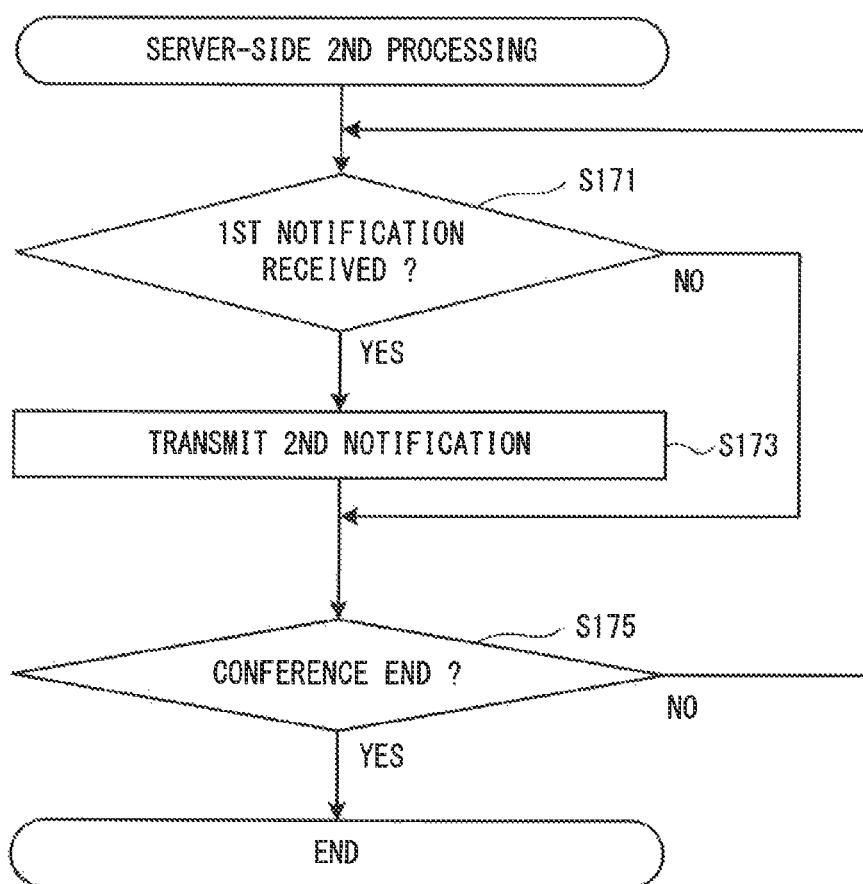 SERVER-SIDE 2ND PROCESSING
S171
1ST NOTIFICATION
RECEIVED ?
NO
YES
TRANSMIT 2ND NOTIFICATION
S173
S175
CONFERENCE END ?
NO
YES
END